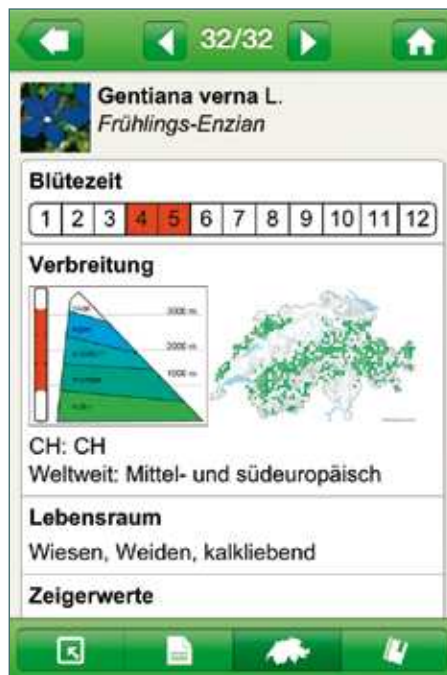 32/32
Gentiana verna L.
Frühlings-Enzian
Blütezeit
1 2 3 4 5 6 7 8 9 10 11 12
Verbreitung
3000 m
2000 m
1000 m
CH: CH
Weltweit: Mittel- und südeuropäisch
Lebensraum
Wiesen, Weiden, kalkliebend
Zeigerwerte